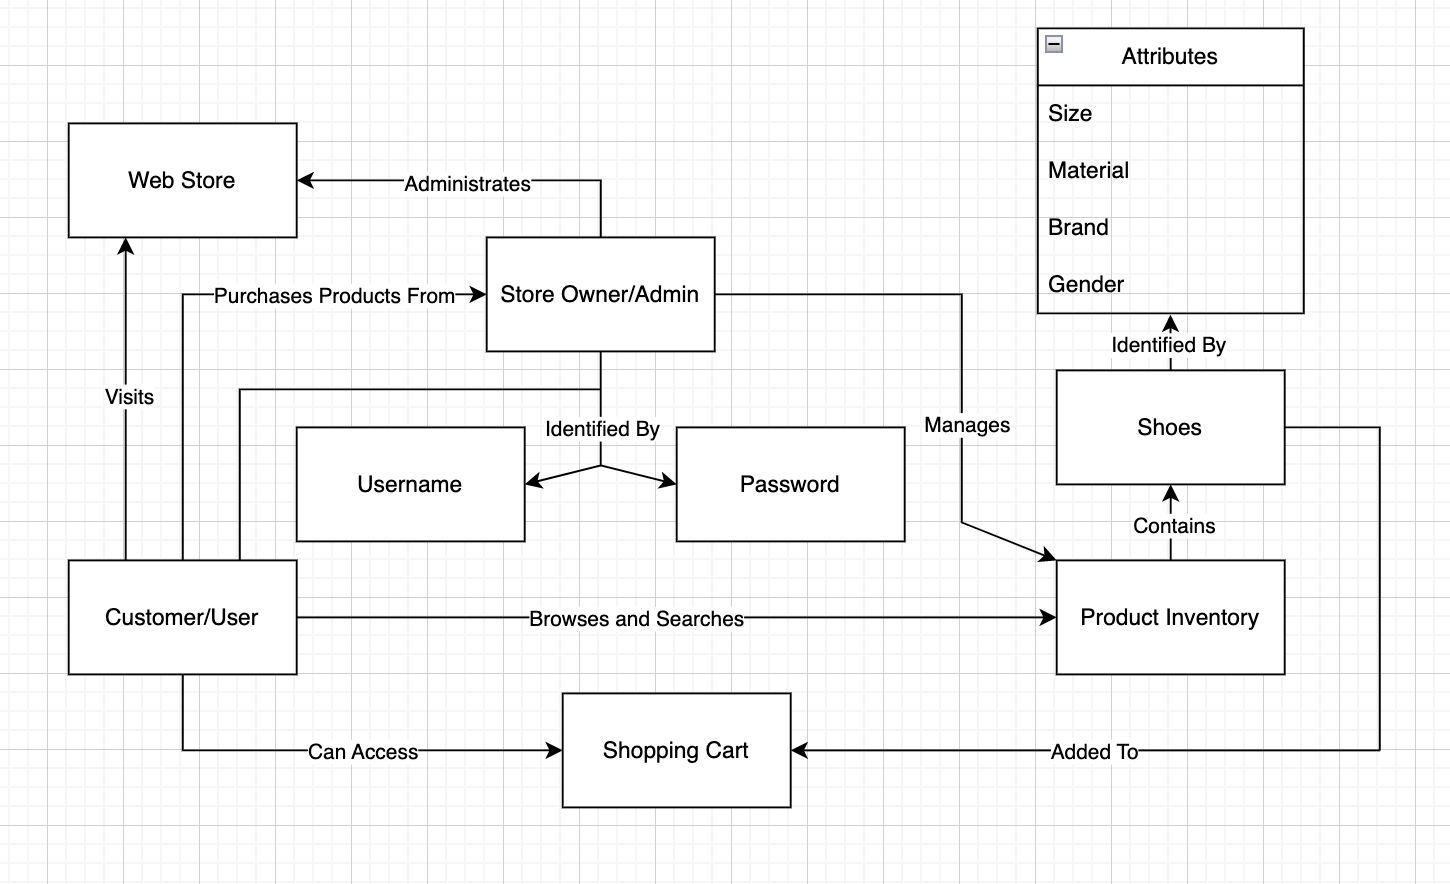 Attributes
Size
Material
Brand
Gender
Web Store
Administrates
Purchases Products From
Store Owner/Admin
Identified By
Visits
Identified By
Manages
Shoes
Username
Password
Contains
Customer/User
Browses and Searches
Product Inventory
Can Access
Shopping Cart
Added To